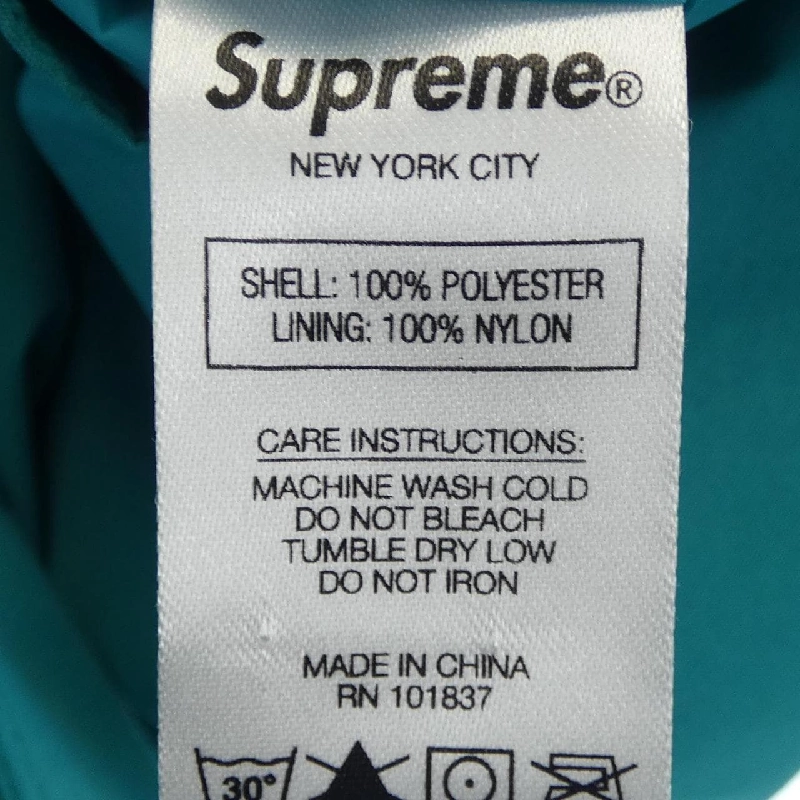 Supreme®
NEW YORK CITY
SHELL: 100% POLYESTER
LINING: 100% NYLON
CARE INSTRUCTIONS:
MACHINE WASH COLD
DO NOT BLEACH
TUMBLE DRY LOW
DO NOT IRON
MADE IN CHINA
RN 101837
30°